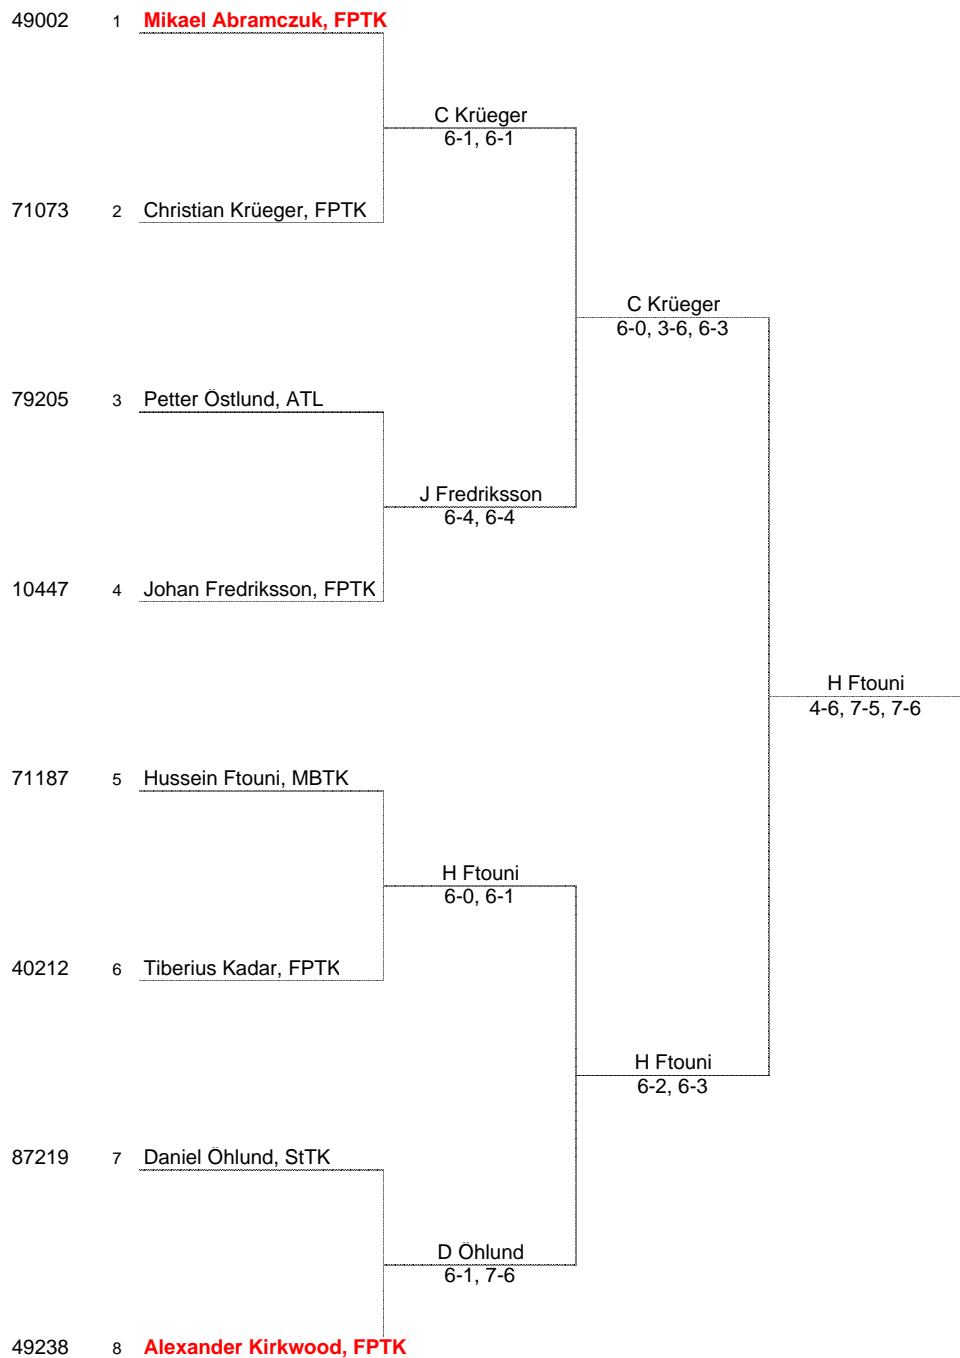 49002 1 Mikael Abramczuk, FPTK
C Krüeger
6-1, 6-1
71073 2 Christian Krüeger, FPTK
C Krüeger
6-0, 3-6, 6-3
79205 3 Petter Östlund, ATL
J Fredriksson
6-4, 6-4
10447 4 Johan Fredriksson, FPTK
H Ftouni
4-6, 7-5, 7-6
71187 5 Hussein Ftouni, MBTK
H Ftouni
6-0, 6-1
40212 6 Tiberius Kadar, FPTK
H Ftouni
6-2, 6-3
87219 7 Daniel Öhlund, StTK
D Öhlund
6-1, 7-6
49238 8 Alexander Kirkwood, FPTK